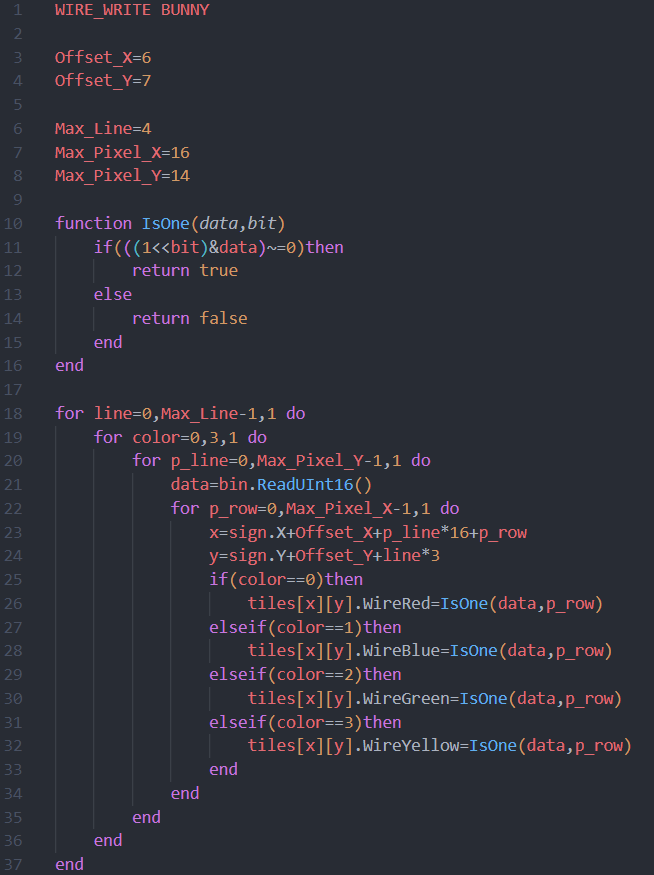 1 WIRE_WRITE BUNNY
2
3 Offset_X=6
4 Offset_Y=7
5
6 Max_Line=4
7 Max_Pixel_X=16
8 Max_Pixel_Y=14
9
10 function IsOne(data,bit)
11     if(((1<<bit)&data)~=0)then
12         return true
13     else
14         return false
15     end
16 end
17
18 for line=0,Max_Line-1,1 do
19     for color=0,3,1 do
20         for p_line=0,Max_Pixel_Y-1,1 do
21             data=bin.ReadUInt16()
22             for p_row=0,Max_Pixel_X-1,1 do
23                 x=sign.X+Offset_X+p_line*16+p_row
24                 y=sign.Y+Offset_Y+line*3
25                 if(color==0)then
26                     tiles[x][y].WireRed=IsOne(data,p_row)
27                 elseif(color==1)then
28                     tiles[x][y].WireBlue=IsOne(data,p_row)
29                 elseif(color==2)then
30                     tiles[x][y].WireGreen=IsOne(data,p_row)
31                 elseif(color==3)then
32                     tiles[x][y].WireYellow=IsOne(data,p_row)
33                 end
34             end
35         end
36     end
37 end